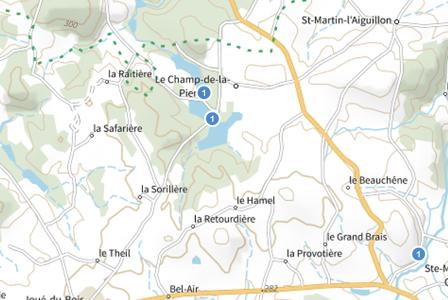 300
St-Martin-l'Aiguillon
la Raitière
Le Champ-de-la-
Pierre
1
1
la Safarière
le Beauchêne
la Sorillère
le Hamel
la Retourdière
le Grand Brais
le Theil
la Provotière
1
Ste-M
Bel-Air
282
Joué-du-Bois